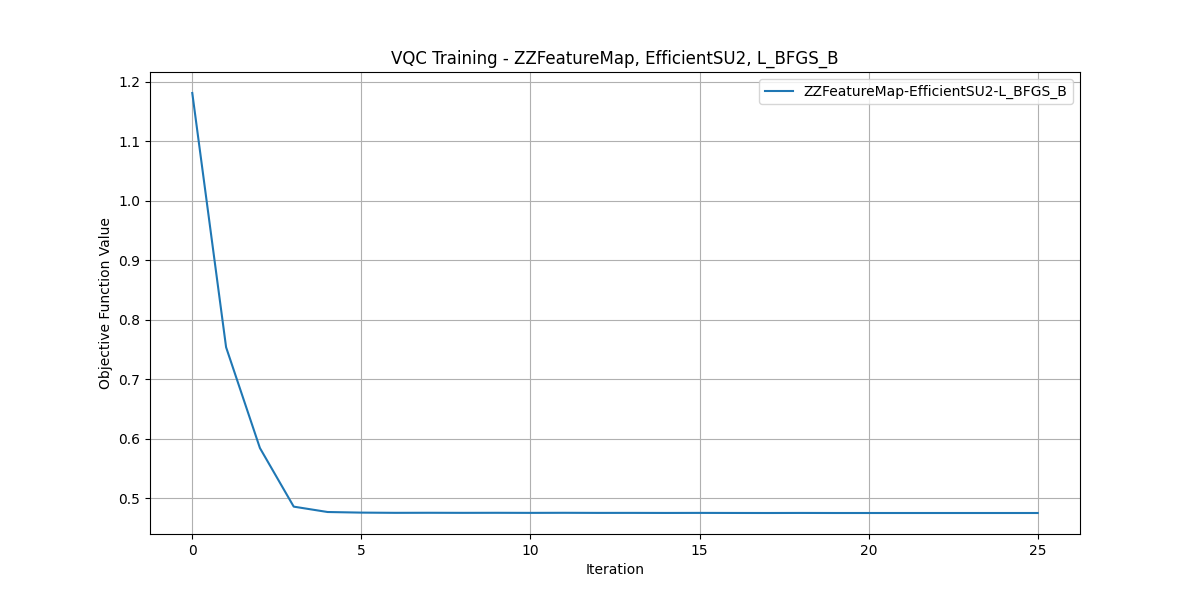 VQC Training - ZZFeatureMap, EfficientSU2, L_BFGS_B
ZZFeatureMap-EfficientSU2-L_BFGS_B
Objective Function Value
1.2
1.1
1.0
0.9
0.8
0.7
0.6
0.5
0 5 10 15 20 25
Iteration